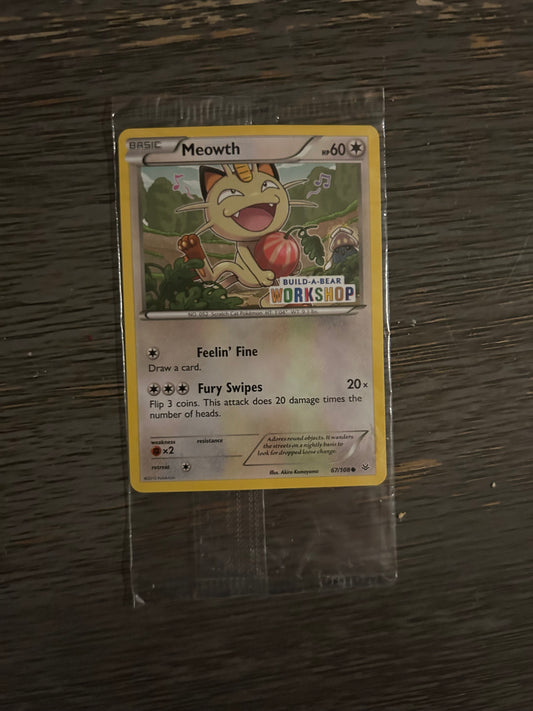 BASIC Meowth HP60
BUILD-A-BEAR
WORKSHOP
NO. 052 Scratch Cat Pokémon HT: 1'04" WT: 9.3 lbs.
Feelin' Fine
Draw a card.
Fury Swipes 20×
Flip 3 coins. This attack does 20 damage times the
number of heads.
weakness resistance
×2
retreat
Adores round objects. It wanders
the streets on a nightly basis to
look for dropped loose change.
Illus. Akira Komayama 67/108